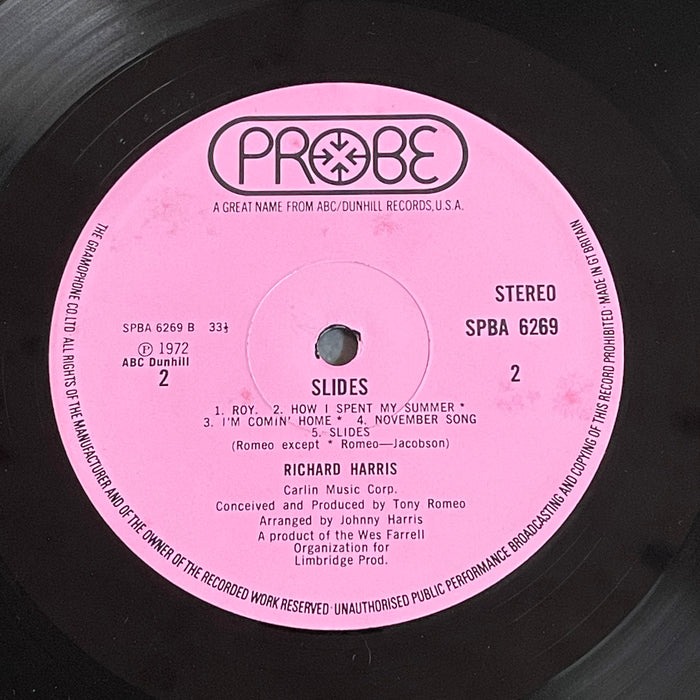 PROBE
A GREAT NAME FROM ABC/DUNHILL RECORDS, U.S.A.
THE GRAMOPHONE CO LTD ALL RIGHTS OF THE MANUFACTURER AND OF THE OWNER OF THE RECORDED WORK RESERVED · UNAUTHORISED PUBLIC PERFORMANCE BROADCASTING AND COPYING OF THIS RECORD PROHIBITED · MADE IN GT BRITAIN
STEREO
SPBA 6269 B 33⅓
SPBA 6269
Ⓟ 1972
ABC Dunhill
2
2
SLIDES
1. ROY. 2. HOW I SPENT MY SUMMER *
3. I'M COMIN' HOME * 4. NOVEMBER SONG
5. SLIDES
(Romeo except * Romeo—Jacobson)
RICHARD HARRIS
Carlin Music Corp.
Conceived and Produced by Tony Romeo
Arranged by Johnny Harris
A product of the Wes Farrell
Organization for
Limbridge Prod.